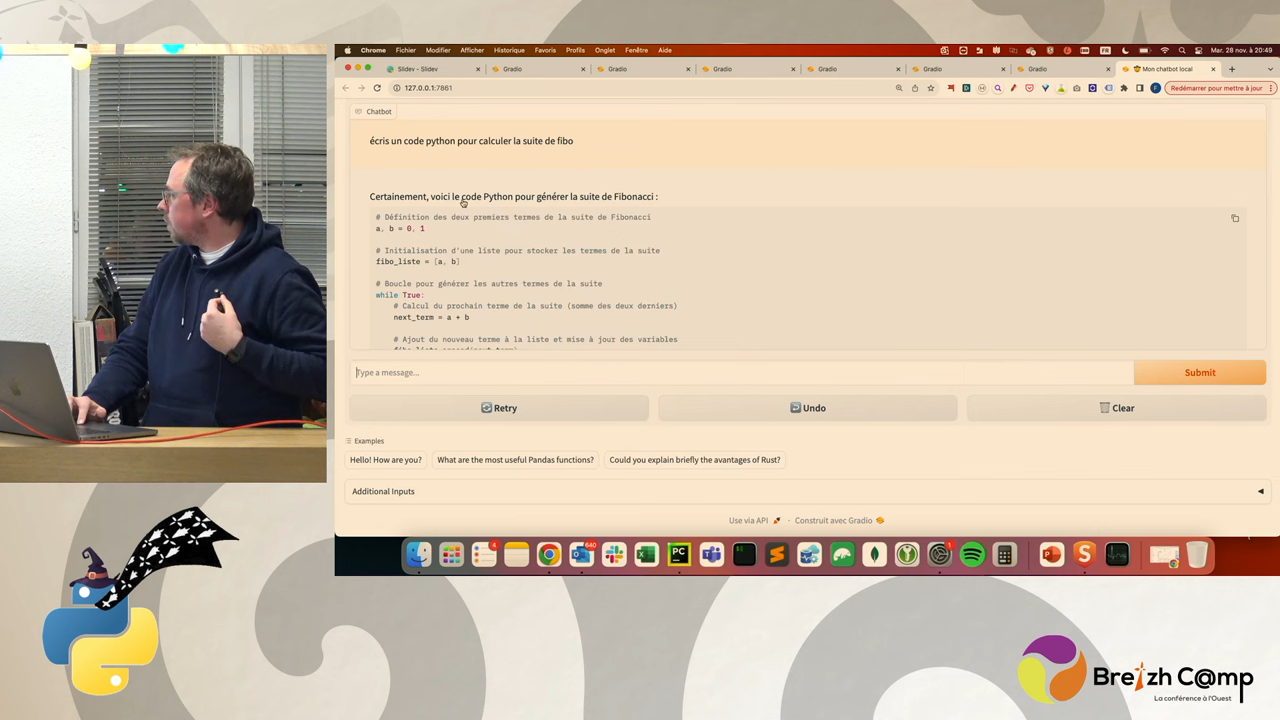 Chrome Fichier Modifier Afficher Historique Favoris Profils Onglet Fenêtre Aide
FR Mar. 28 nov. à 20:49
Slidev - Slidev Gradio Gradio Gradio Gradio Gradio Gradio Mon chatbot local
127.0.0.1:7861
Redémarrer pour mettre à jour
Chatbot
écris un code python pour calculer la suite de fibo
Certainement, voici le code Python pour générer la suite de Fibonacci :
# Définition des deux premiers termes de la suite de Fibonacci
a, b = 0, 1
# Initialisation d'une liste pour stocker les termes de la suite
fibo_liste = [a, b]
# Boucle pour générer les autres termes de la suite
while True:
# Calcul du prochain terme de la suite (somme des deux derniers)
next_term = a + b
# Ajout du nouveau terme à la liste et mise à jour des variables
Type a message...
Submit
Retry
Undo
Clear
Examples
Hello! How are you?
What are the most useful Pandas functions?
Could you explain briefly the avantages of Rust?
Additional Inputs
Use via API · Construit avec Gradio
4
640
PC
1
Breizh C@mp
La conférence à l'Ouest